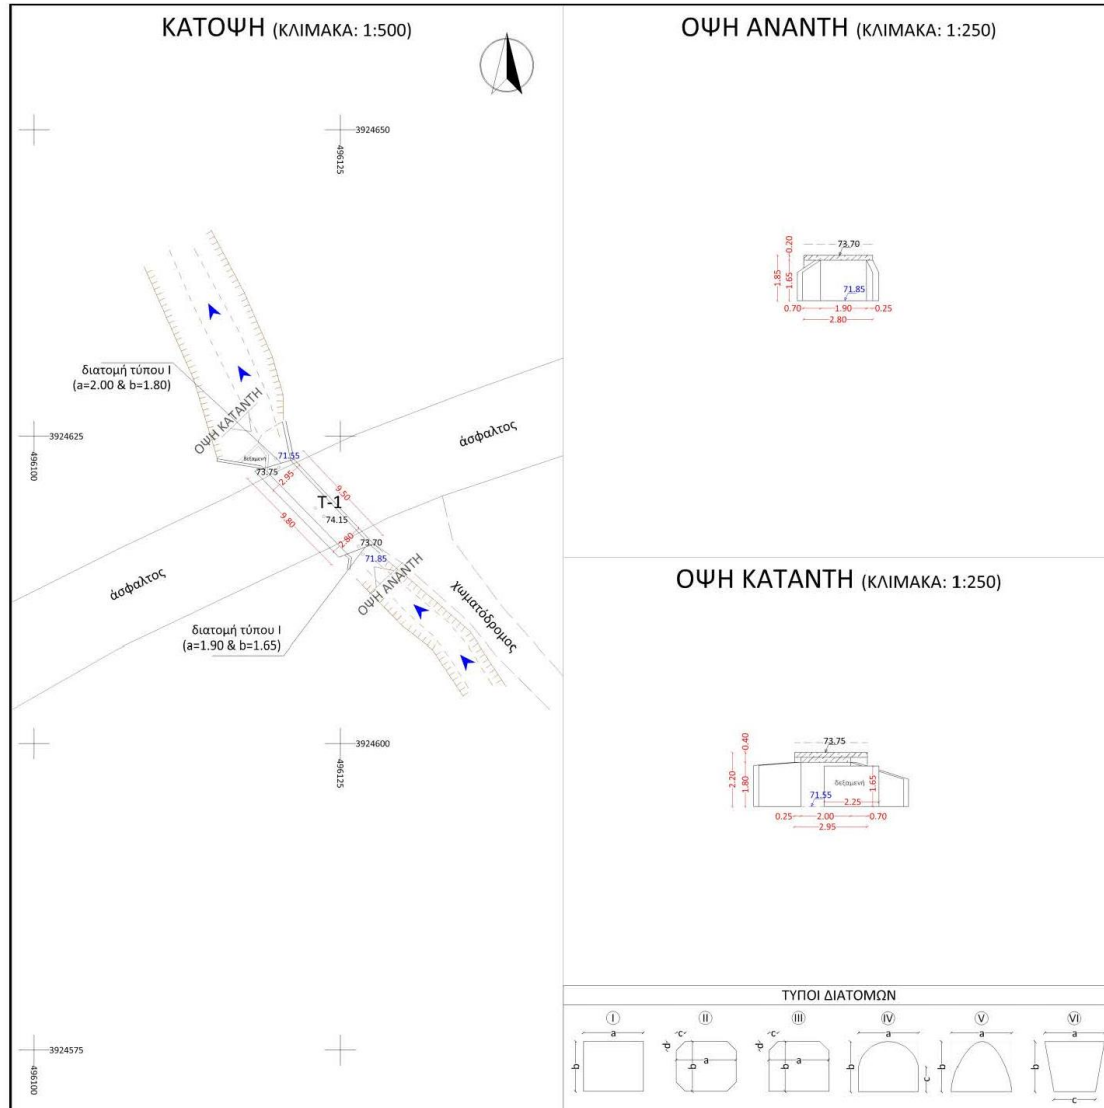 ΚΑΤΟΨΗ (ΚΛΙΜΑΚΑ: 1:500)
3924650
496125
διατομή τύπου Ι
(a=2.00 & b=1.80)
ΟΨΗ ΚΑΤΑΝΤΗ
3924625
496100
άσφαλτος
δεξαμενή
71.55
73.75
2.95
9.50
T-1
74.15
9.80
2.80
73.70
71.85
ΟΨΗ ΑΝΑΝΤΗ
άσφαλτος
χωματόδρομος
διατομή τύπου Ι
(a=1.90 & b=1.65)
3924600
496125
3924575
496100
ΟΨΗ ΑΝΑΝΤΗ (ΚΛΙΜΑΚΑ: 1:250)
0.20
73.70
1.85
1.65
71.85
0.70
1.90
0.25
2.80
ΟΨΗ ΚΑΤΑΝΤΗ (ΚΛΙΜΑΚΑ: 1:250)
0.40
73.75
2.20
1.80
δεξαμενή
1.65
71.55
2.25
0.25
2.00
0.70
2.95
ΤΥΠΟΙ ΔΙΑΤΟΜΩΝ
I II III IV V VI
a c c a a a
d d
b b a b a b b b
c c